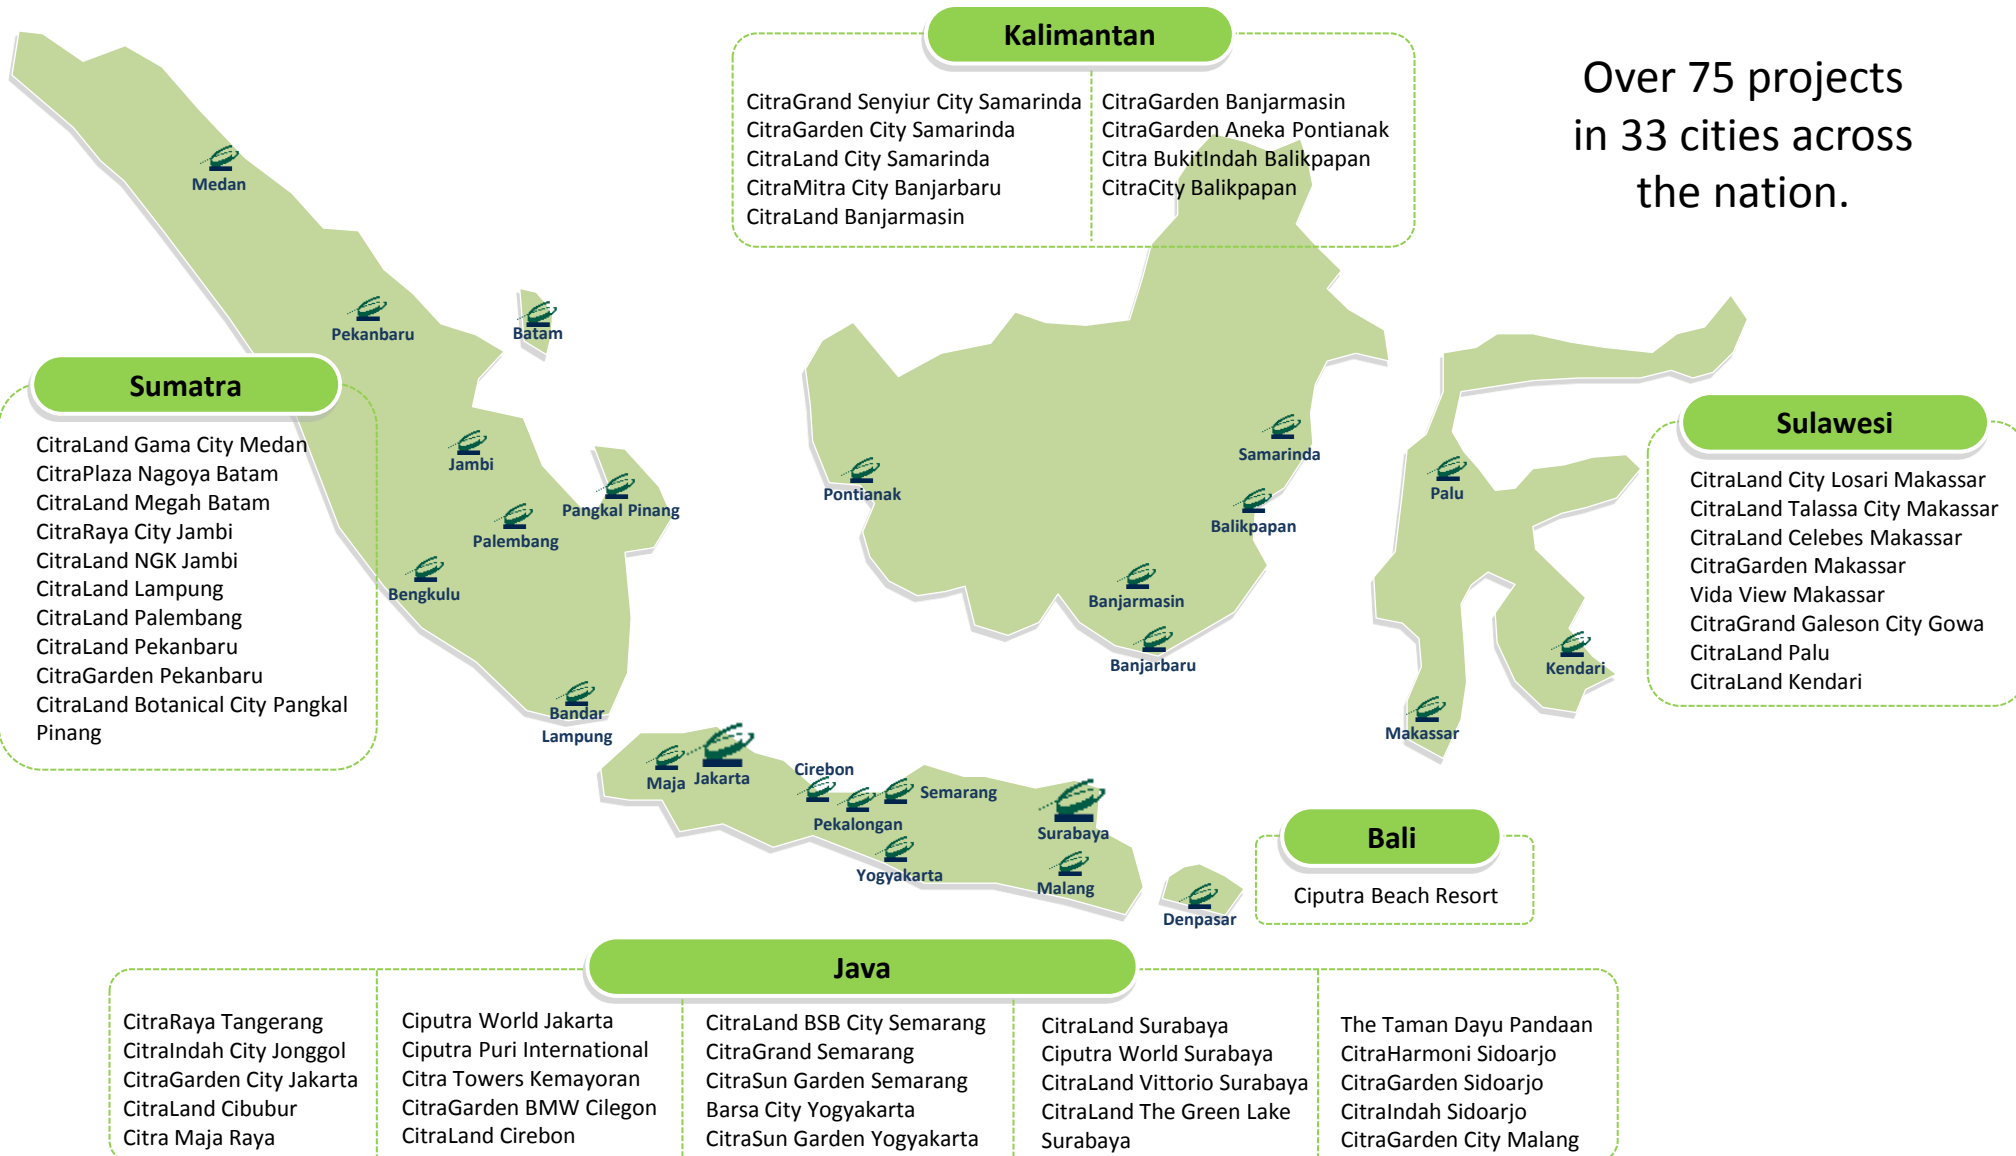 Kalimantan
CitraGrand Senyiur City Samarinda
CitraGarden City Samarinda
CitraLand City Samarinda
CitraMitra City Banjarbaru
CitraLand Banjarmasin
CitraGarden Banjarmasin
CitraGarden Aneka Pontianak
Citra BukitIndah Balikpapan
CitraCity Balikpapan
Over 75 projects
in 33 cities across
the nation.
Medan
Pekanbaru
Batam
Jambi
Pangkal Pinang
Palembang
Bengkulu
Bandar
Lampung
Sumatra
CitraLand Gama City Medan
CitraPlaza Nagoya Batam
CitraLand Megah Batam
CitraRaya City Jambi
CitraLand NGK Jambi
CitraLand Lampung
CitraLand Palembang
CitraLand Pekanbaru
CitraGarden Pekanbaru
CitraLand Botanical City Pangkal
Pinang
Pontianak
Samarinda
Balikpapan
Banjarmasin
Banjarbaru
Palu
Kendari
Makassar
Sulawesi
CitraLand City Losari Makassar
CitraLand Talassa City Makassar
CitraLand Celebes Makassar
CitraGarden Makassar
Vida View Makassar
CitraGrand Galeson City Gowa
CitraLand Palu
CitraLand Kendari
Maja
Jakarta
Cirebon
Pekalongan
Semarang
Yogyakarta
Surabaya
Malang
Denpasar
Bali
Ciputra Beach Resort
Java
CitraRaya Tangerang
CitraIndah City Jonggol
CitraGarden City Jakarta
CitraLand Cibubur
Citra Maja Raya
Ciputra World Jakarta
Ciputra Puri International
Citra Towers Kemayoran
CitraGarden BMW Cilegon
CitraLand Cirebon
CitraLand BSB City Semarang
CitraGrand Semarang
CitraSun Garden Semarang
Barsa City Yogyakarta
CitraSun Garden Yogyakarta
CitraLand Surabaya
Ciputra World Surabaya
CitraLand Vittorio Surabaya
CitraLand The Green Lake
Surabaya
The Taman Dayu Pandaan
CitraHarmoni Sidoarjo
CitraGarden Sidoarjo
CitraIndah Sidoarjo
CitraGarden City Malang